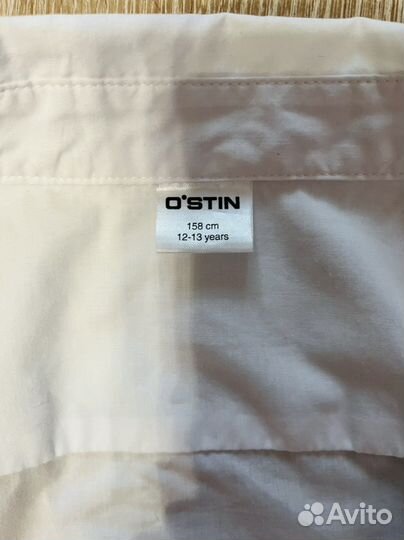 O'STIN
158 cm
12-13 years
Avito